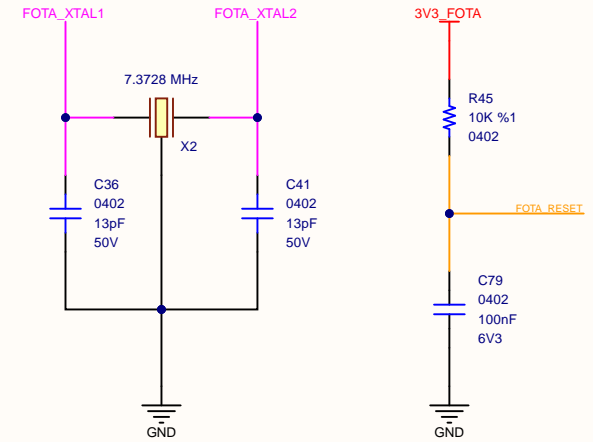 FOTA_XTAL1
FOTA_XTAL2
7.3728 MHz
X2
C36
0402
13pF
50V
C41
0402
13pF
50V
GND
3V3_FOTA
R45
10K %1
0402
FOTA_RESET
C79
0402
100nF
6V3
GND